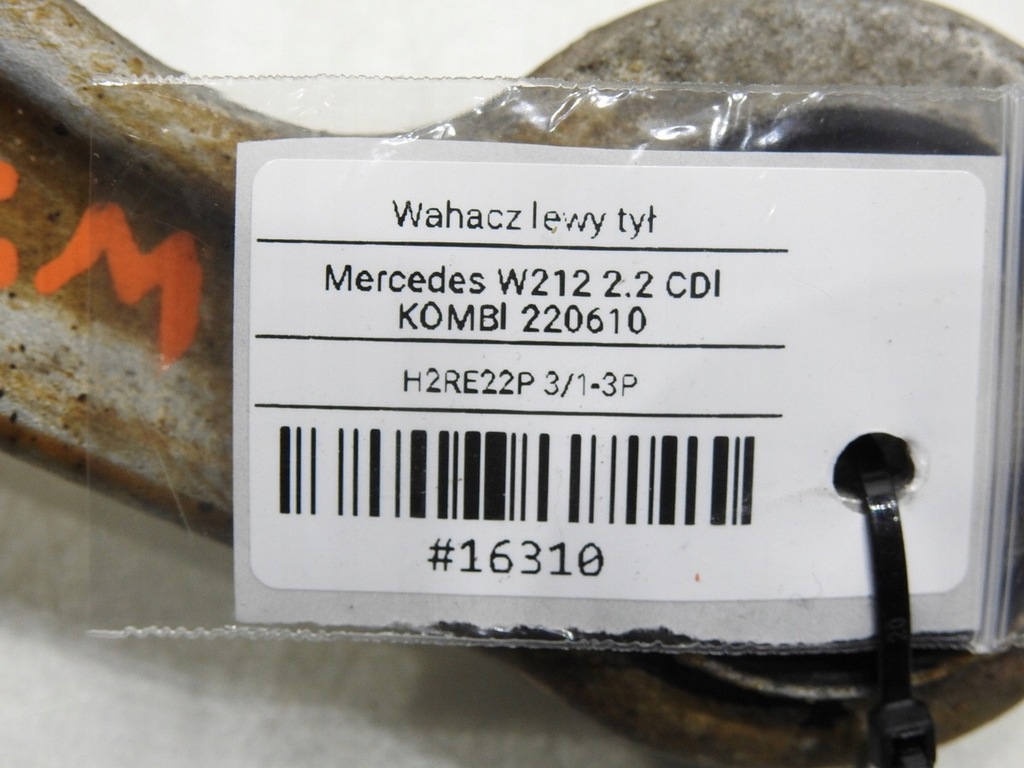 Wahacz lewy tył
Mercedes W212 2.2 CDI
KOMBI 220610
H2RE22P 3/1-3P
#16310